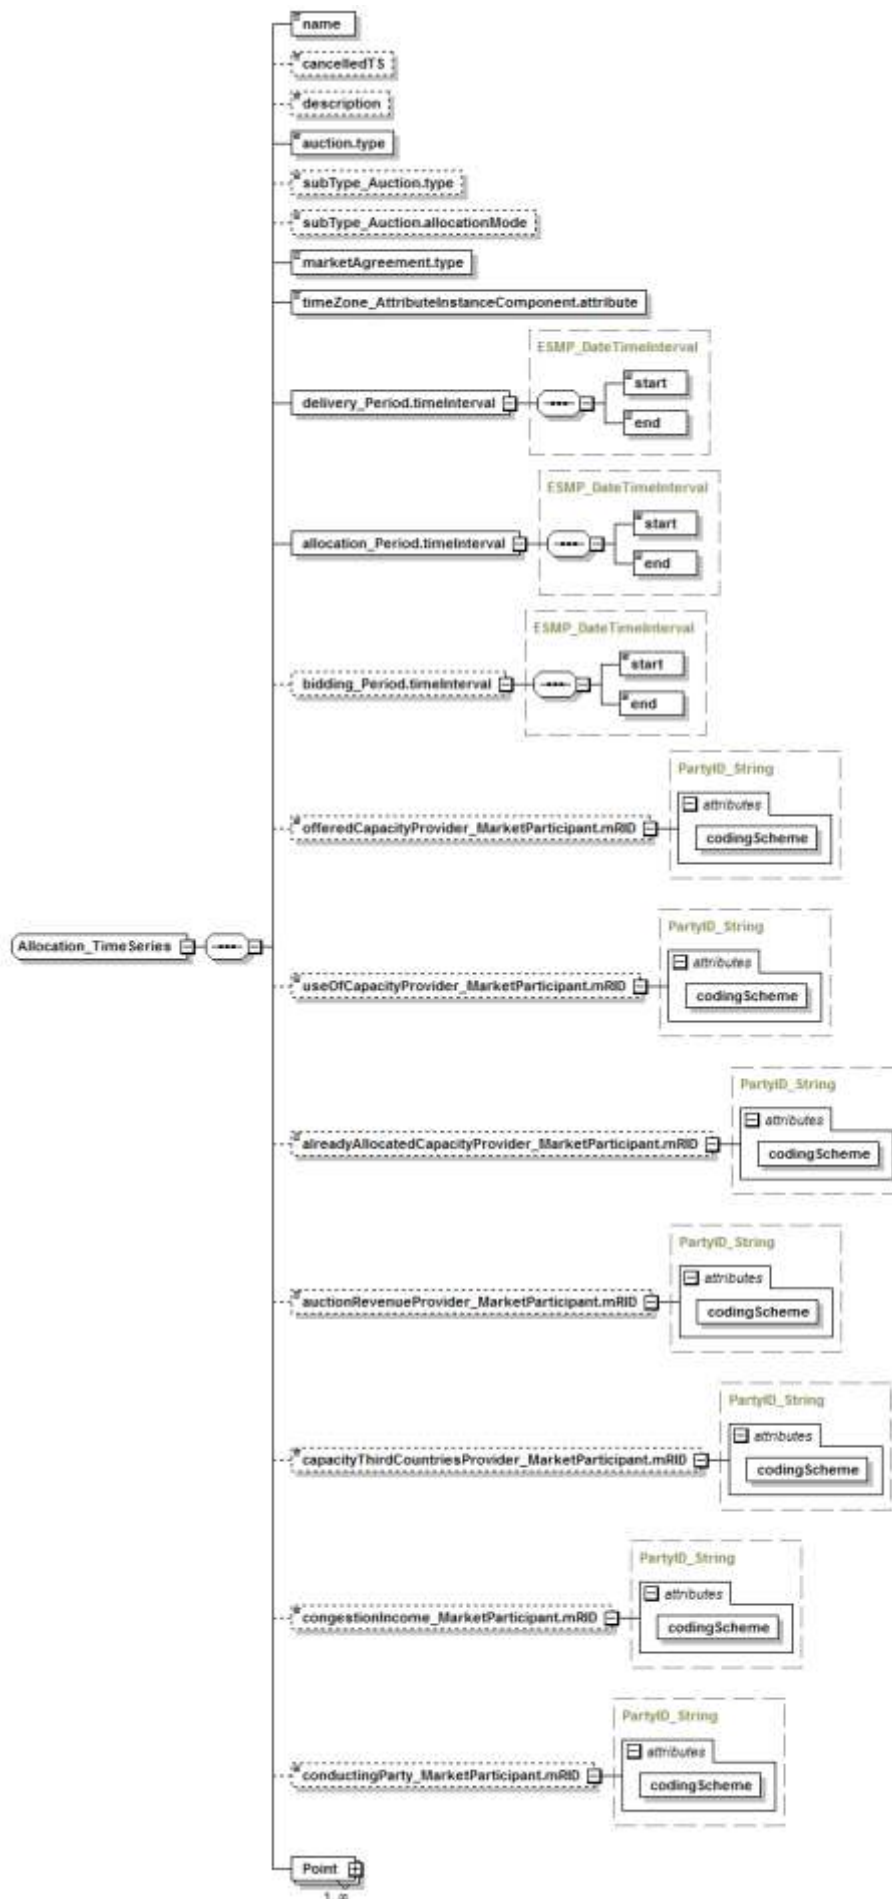 name
cancelledTS
description
auction.type
subType_Auction.type
subType_Auction.allocationMode
marketAgreement.type
timeZone_AttributeInstanceComponent.attribute
ESMP_DateTimeInterval
start
delivery_Period.timeInterval
end
ESMP_DateTimeInterval
start
allocation_Period.timeInterval
end
ESMP_DateTimeInterval
start
bidding_Period.timeInterval
end
PartyID_String
attributes
offeredCapacityProvider_MarketParticipant.mRID
codingScheme
PartyID_String
Allocation_TimeSeries
attributes
useOfCapacityProvider_MarketParticipant.mRID
codingScheme
PartyID_String
attributes
alreadyAllocatedCapacityProvider_MarketParticipant.mRID
codingScheme
PartyID_String
attributes
auctionRevenueProvider_MarketParticipant.mRID
codingScheme
PartyID_String
attributes
capacityThirdCountriesProvider_MarketParticipant.mRID
codingScheme
PartyID_String
attributes
congestionIncome_MarketParticipant.mRID
codingScheme
PartyID_String
attributes
conductingParty_MarketParticipant.mRID
codingScheme
Point
1..∞